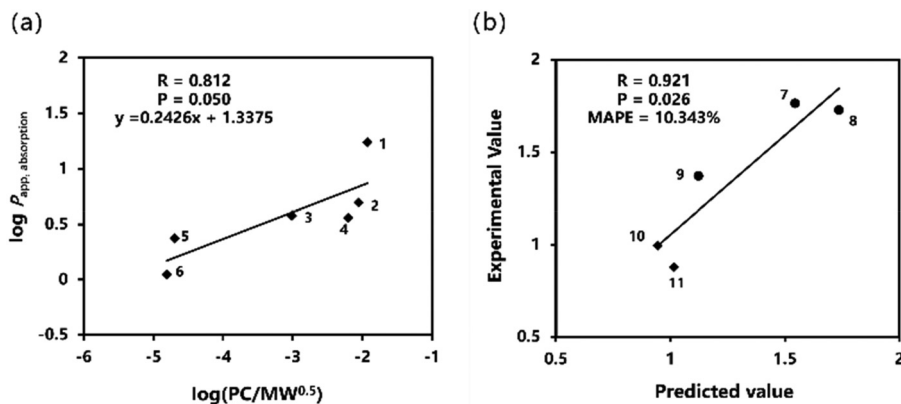 (a)
2
1.5
1
0.5
0
-0.5
log Papp, absorption
R = 0.812
P = 0.050
y =0.2426x + 1.3375
1
2
3
4
5
6
-6 -5 -4 -3 -2 -1
log(PC/MW0.5)
(b)
2
1.5
1
0.5
Experimental Value
R = 0.921
P = 0.026
MAPE = 10.343%
7
8
9
10
11
0.5 1 1.5 2
Predicted value